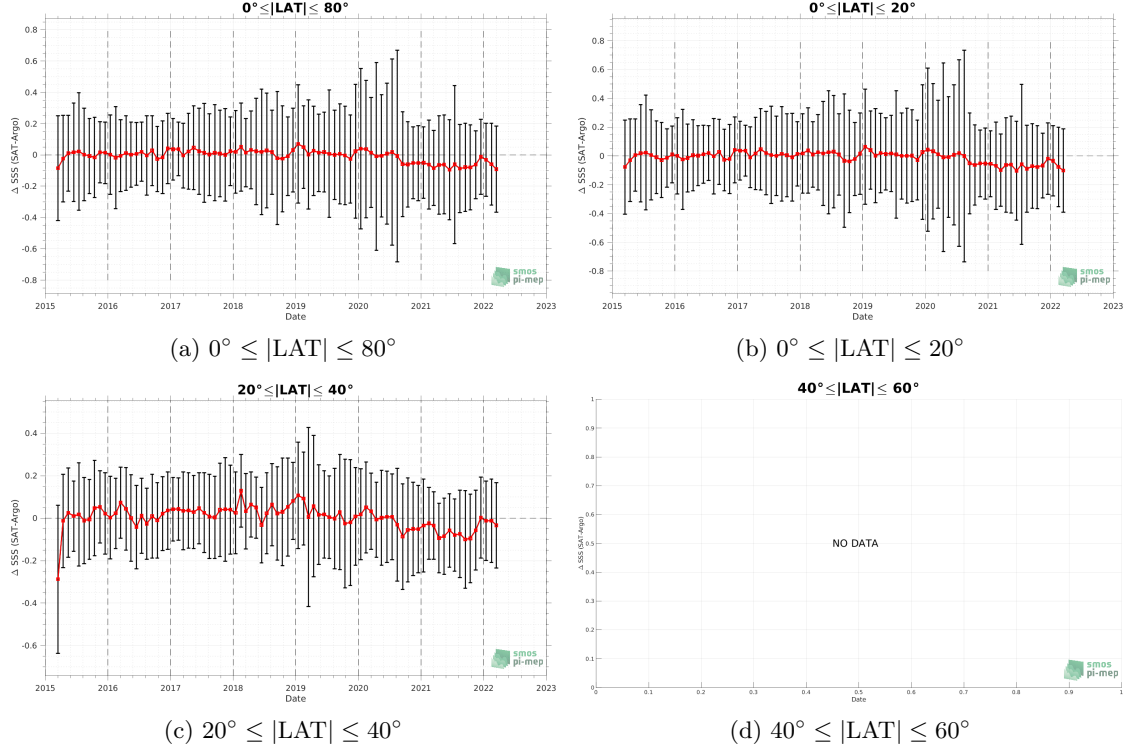 0°≤|LAT|≤ 80°
Δ SSS (SAT-Argo)
0.8
0.6
0.4
0.2
0
-0.2
-0.4
-0.6
-0.8
2015 2016 2017 2018 2019 2020 2021 2022 2023
Date
smos
pi-mep
(a) 0° ≤ |LAT| ≤ 80°
0°≤|LAT|≤ 20°
Δ SSS (SAT-Argo)
0.8
0.6
0.4
0.2
0
-0.2
-0.4
-0.6
-0.8
2015 2016 2017 2018 2019 2020 2021 2022 2023
Date
smos
pi-mep
(b) 0° ≤ |LAT| ≤ 20°
20°≤|LAT|≤ 40°
Δ SSS (SAT-Argo)
0.4
0.2
0
-0.2
-0.4
-0.6
2015 2016 2017 2018 2019 2020 2021 2022 2023
Date
smos
pi-mep
(c) 20° ≤ |LAT| ≤ 40°
40°≤|LAT|≤ 60°
Δ SSS (SAT-Argo)
1
0.9
0.8
0.7
0.6
0.5
0.4
0.3
0.2
0.1
0
NO DATA
0 0.1 0.2 0.3 0.4 0.5 0.6 0.7 0.8 0.9 1
Date
smos
pi-mep
(d) 40° ≤ |LAT| ≤ 60°